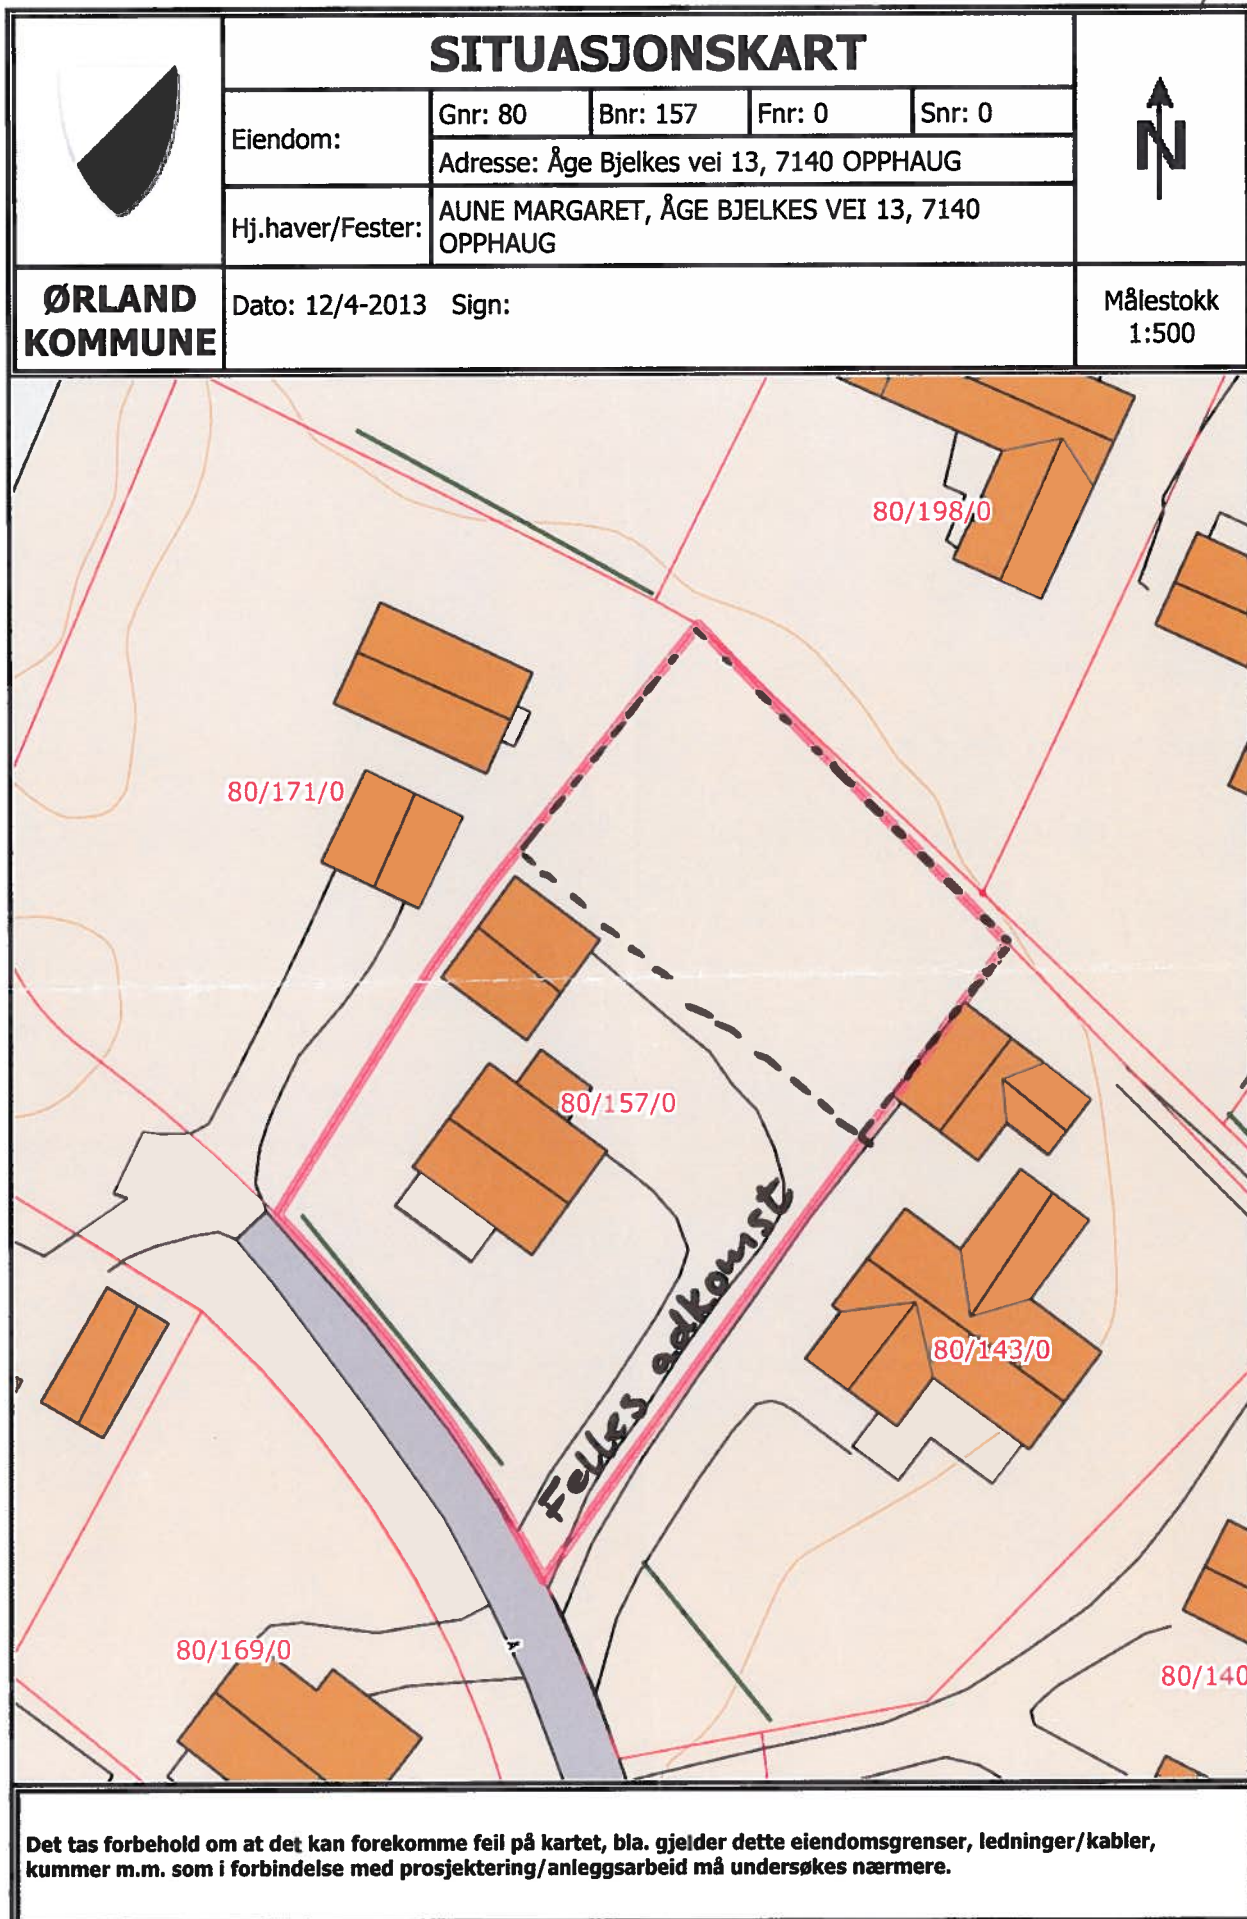 SITUASJONSKART
Eiendom:
Gnr: 80
Bnr: 157
Fnr: 0
Snr: 0
Adresse: Åge Bjelkes vei 13, 7140 OPPHAUG
Hj.haver/Fester:
AUNE MARGARET, ÅGE BJELKES VEI 13, 7140
OPPHAUG
N
ØRLAND
KOMMUNE
Dato: 12/4-2013 Sign:
Målestokk
1:500
80/198/0
80/171/0
80/157/0
Felles adkomst
80/143/0
80/169/0
80/140
Det tas forbehold om at det kan forekomme feil på kartet, bla. gjelder dette eiendomsgrenser, ledninger/kabler,
kummer m.m. som i forbindelse med prosjektering/anleggsarbeid må undersøkes nærmere.